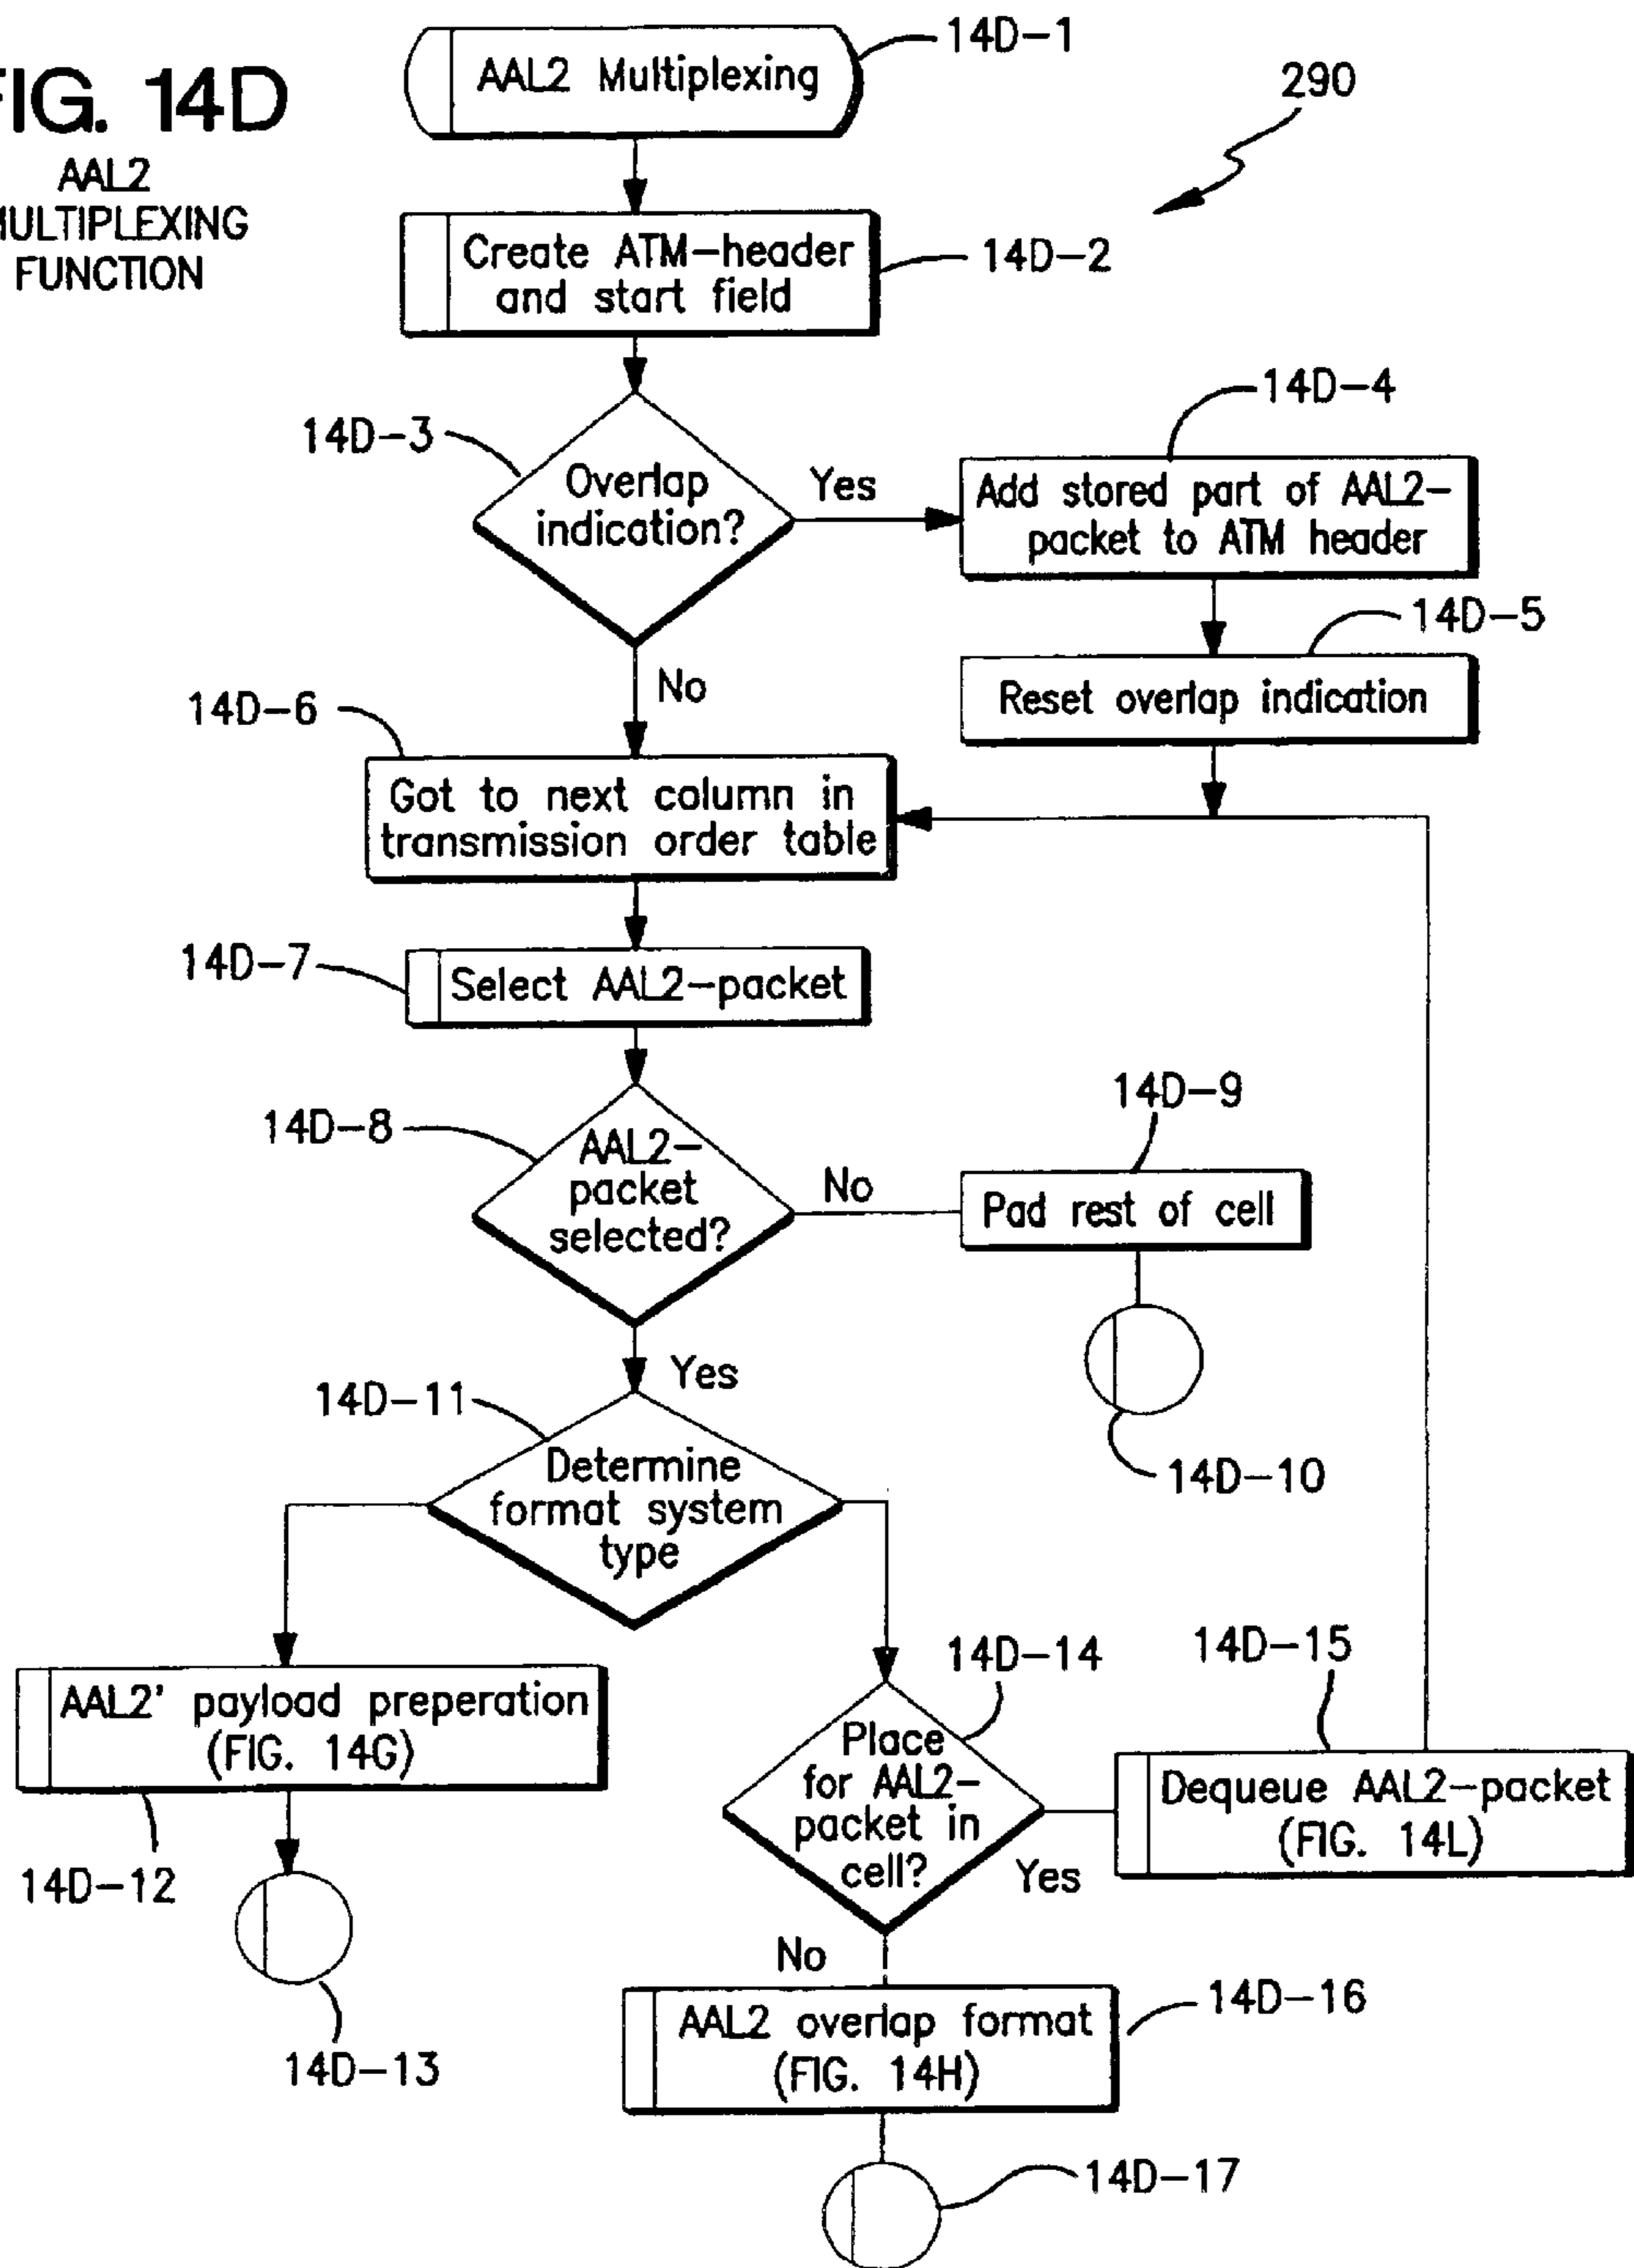 FIG. 14D
AAL2
MULTIPLEXING
FUNCTION
AAL2 Multiplexing
14D-1
290
Create ATM-header
and start field
14D-2
14D-3
Overlap
indication?
Yes
14D-4
Add stored part of AAL2-
packet to ATM header
14D-5
Reset overlap indication
No
14D-6
Got to next column in
transmission order table
14D-7
Select AAL2-packet
14D-8
AAL2-
packet
selected?
No
14D-9
Pad rest of cell
14D-10
Yes
14D-11
Determine
format system
type
AAL2' payload preperation
(FIG. 14G)
14D-12
14D-13
14D-14
Place
for AAL2-
packet in
cell?
Yes
14D-15
Dequeue AAL2-packet
(FIG. 14L)
No
AAL2 overlap format
(FIG. 14H)
14D-16
14D-17